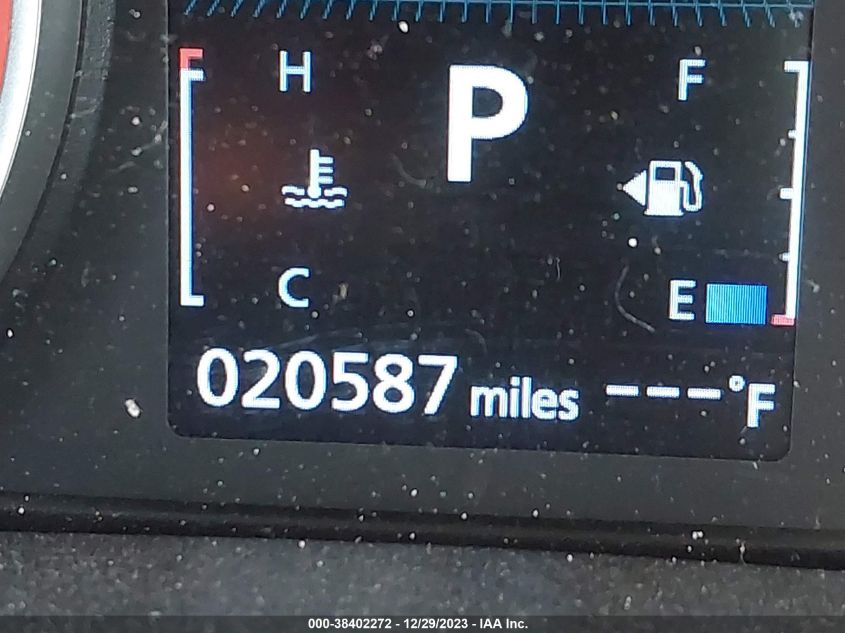 H P F
C E
020587 miles ---°F
000-38402272 - 12/29/2023 - IAA Inc.